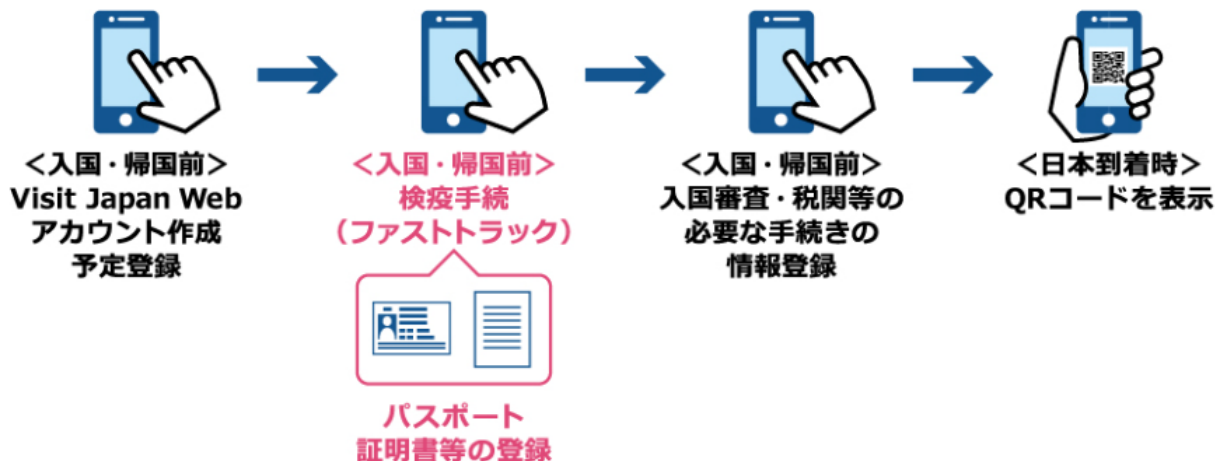 <入国・帰国前>
Visit Japan Web
アカウント作成
予定登録
<入国・帰国前>
検疫手続
(ファストトラック)
パスポート
証明書等の登録
<入国・帰国前>
入国審査・税関等の
必要な手続きの
情報登録
<日本到着時>
QRコードを表示